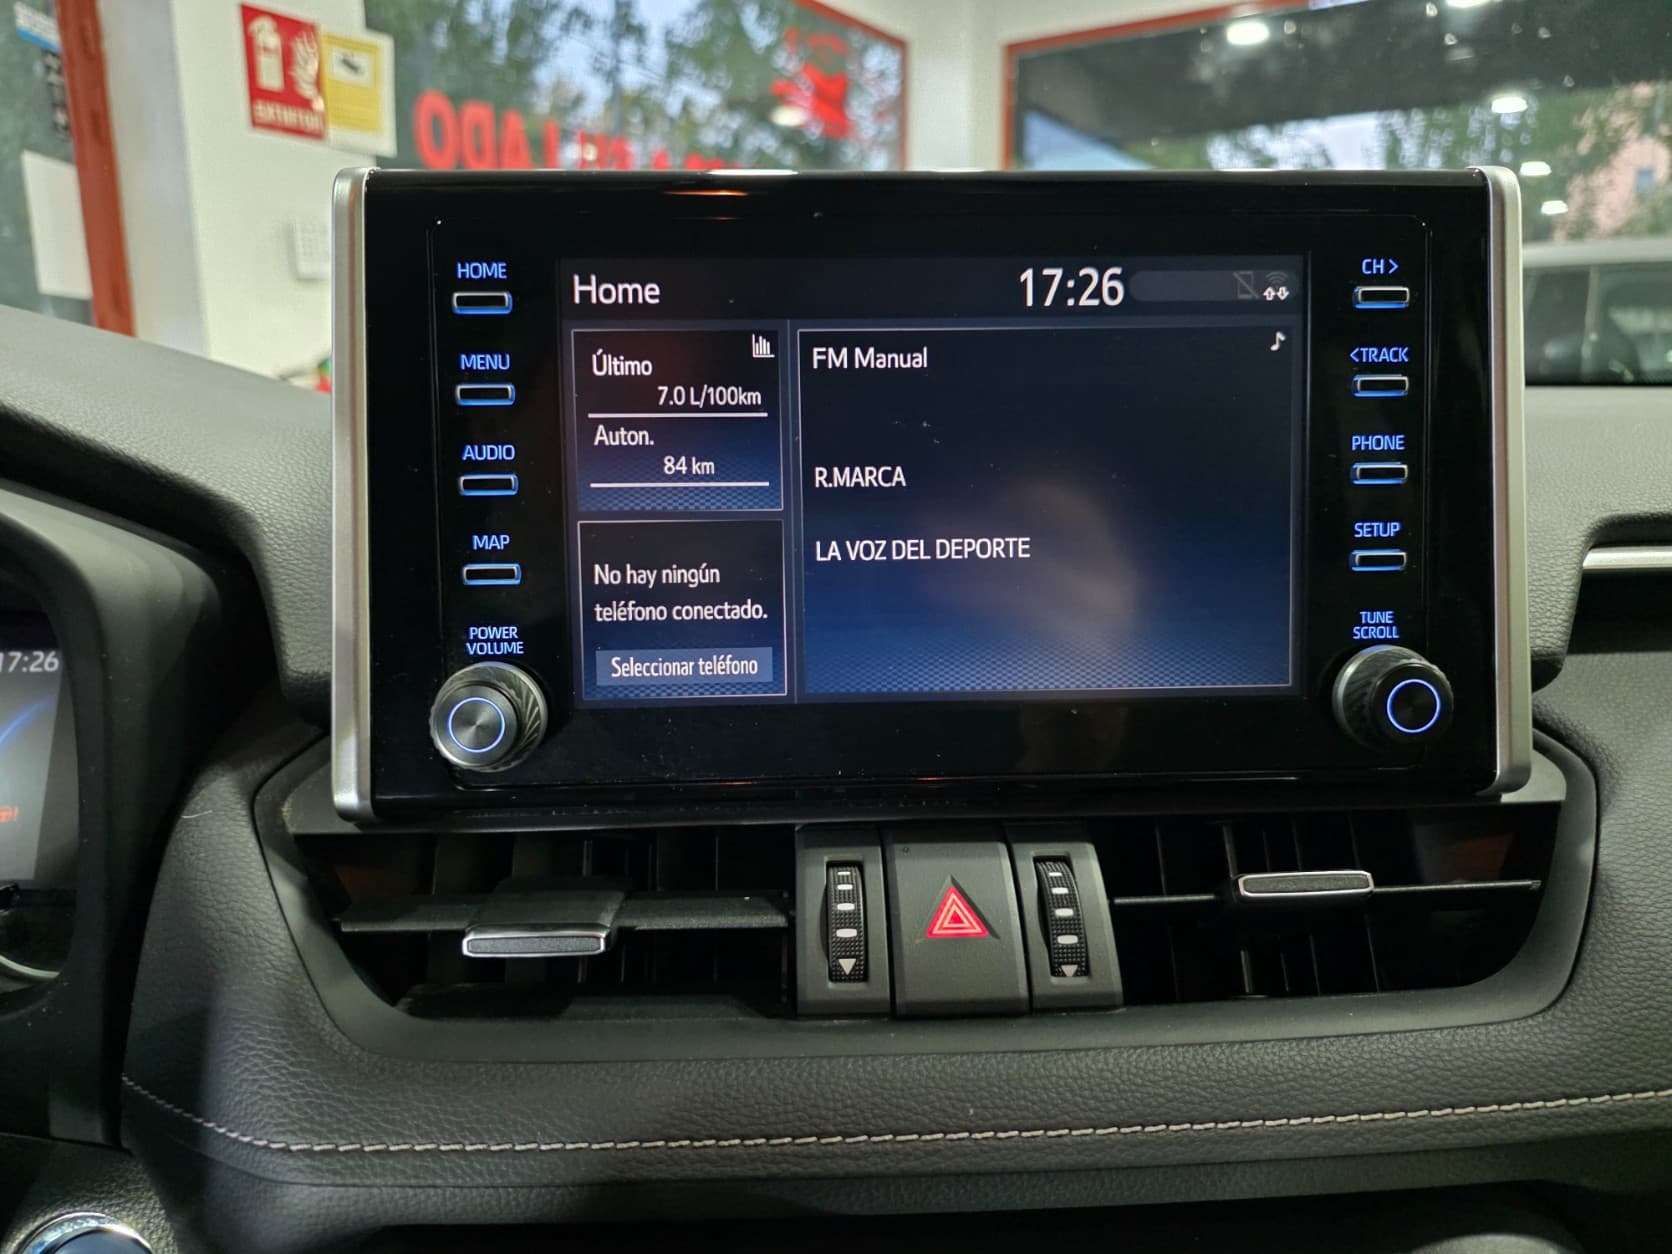 EXTINTOR
HOME
MENU
AUDIO
MAP
POWER
VOLUME
Home
17:26
Último
7.0 L/100km
Auton.
84 km
No hay ningún
teléfono conectado.
Seleccionar teléfono
FM Manual
R.MARCA
LA VOZ DEL DEPORTE
CH >
<TRACK
PHONE
SETUP
TUNE
SCROLL
17:26